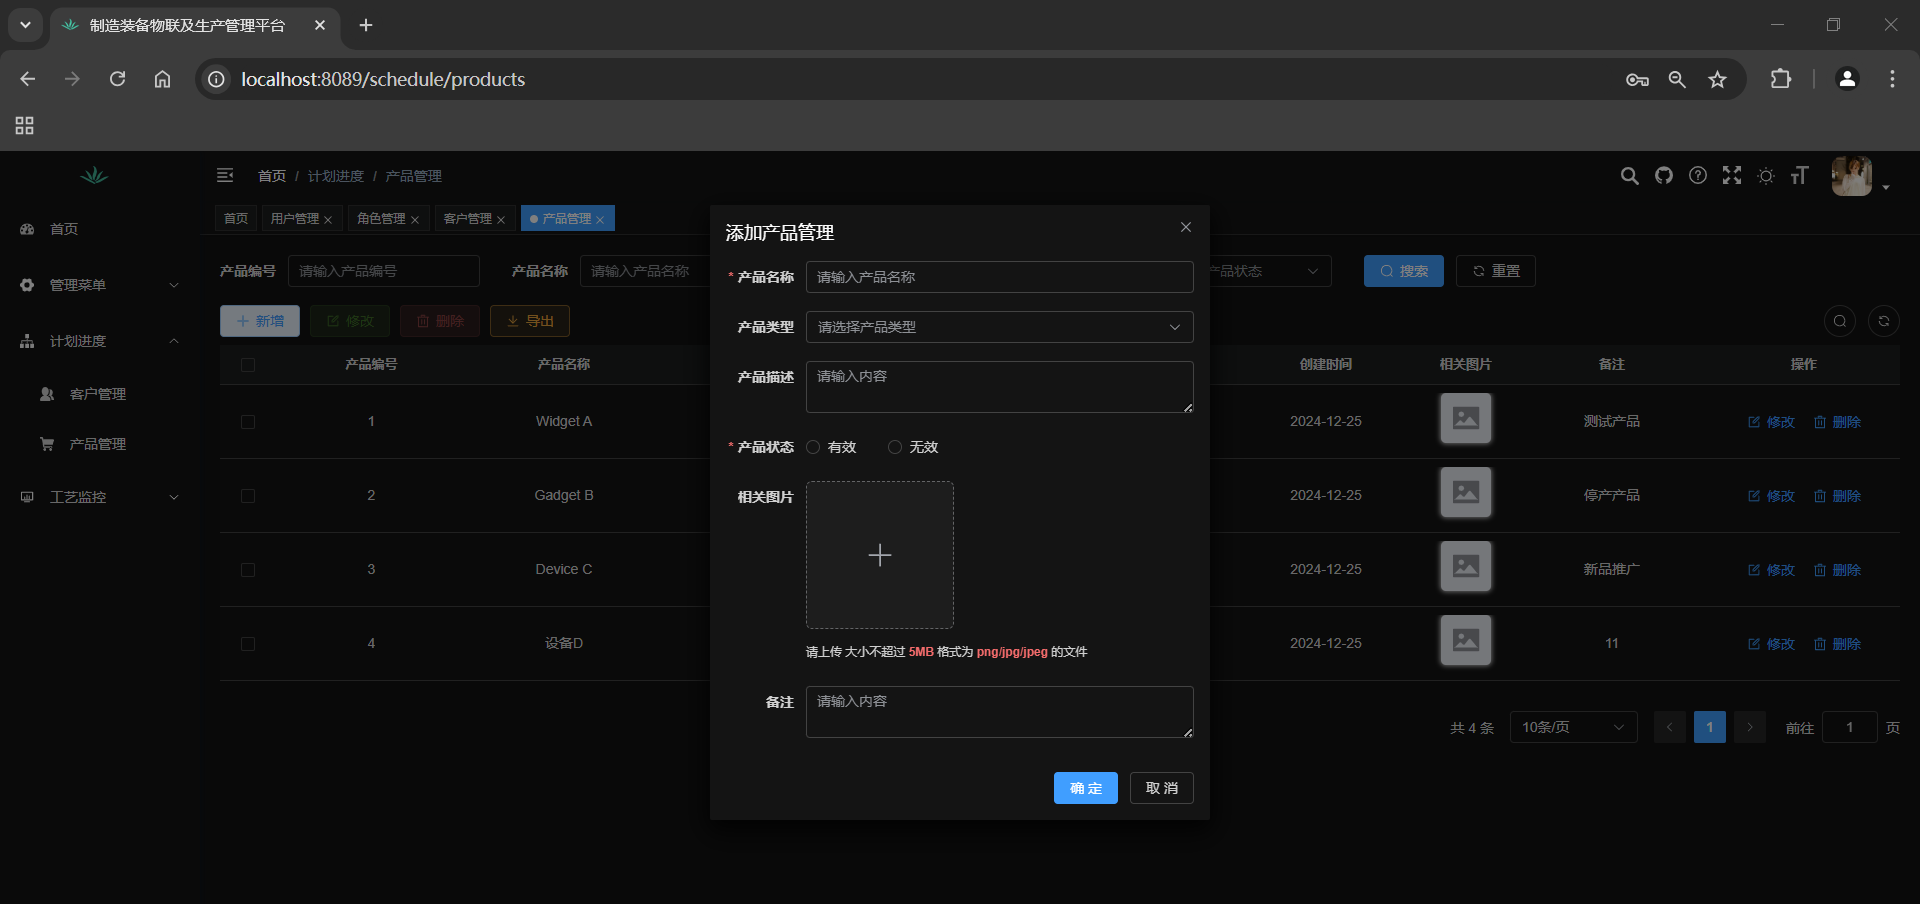 制造装备物联及生产管理平台
localhost:8089/schedule/products
首页 / 计划进度 / 产品管理
首页 用户管理 角色管理 客户管理 产品管理
首页
管理菜单
计划进度
客户管理
产品管理
工艺监控
产品编号 请输入产品编号 产品名称 请输入产品名称 产品状态 搜索 重置
新增 修改 删除 导出
产品编号 产品名称 创建时间 相关图片 备注 操作
1 Widget A 2024-12-25 测试产品 修改 删除
2 Gadget B 2024-12-25 停产产品 修改 删除
3 Device C 2024-12-25 新品推广 修改 删除
4 设备D 2024-12-25 11 修改 删除
共 4 条 10条/页 1 前往 1 页
添加产品管理
* 产品名称 请输入产品名称
产品类型 请选择产品类型
产品描述 请输入内容
* 产品状态 有效 无效
相关图片
请上传 大小不超过 5MB 格式为 png/jpg/jpeg 的文件
备注 请输入内容
确 定 取 消